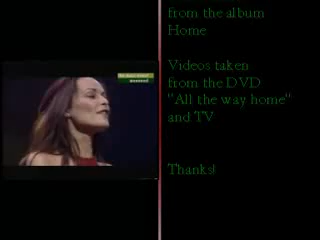 from the album
Home
Videos taken
from the DVD
"All the way home"
and TV
Thanks!